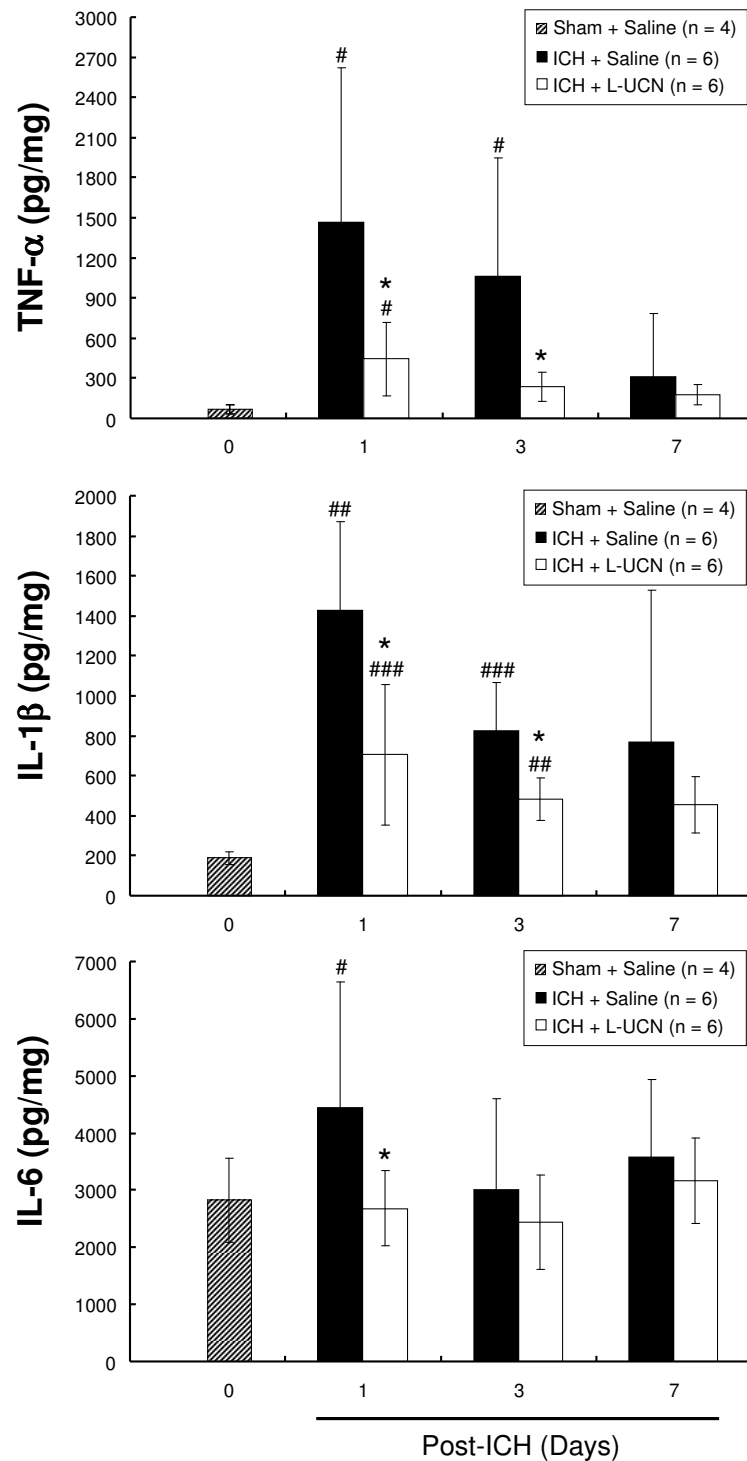 3000
2700
2400
2100
1800
1500
1200
900
600
300
0
TNF-α (pg/mg)
Sham + Saline (n = 4)
ICH + Saline (n = 6)
ICH + L-UCN (n = 6)
#
*
#
#
*
0 1 3 7
2000
1800
1600
1400
1200
1000
800
600
400
200
0
IL-1β (pg/mg)
Sham + Saline (n = 4)
ICH + Saline (n = 6)
ICH + L-UCN (n = 6)
##
*
###
###
*
##
0 1 3 7
7000
6000
5000
4000
3000
2000
1000
0
IL-6 (pg/mg)
Sham + Saline (n = 4)
ICH + Saline (n = 6)
ICH + L-UCN (n = 6)
#
*
0 1 3 7
Post-ICH (Days)